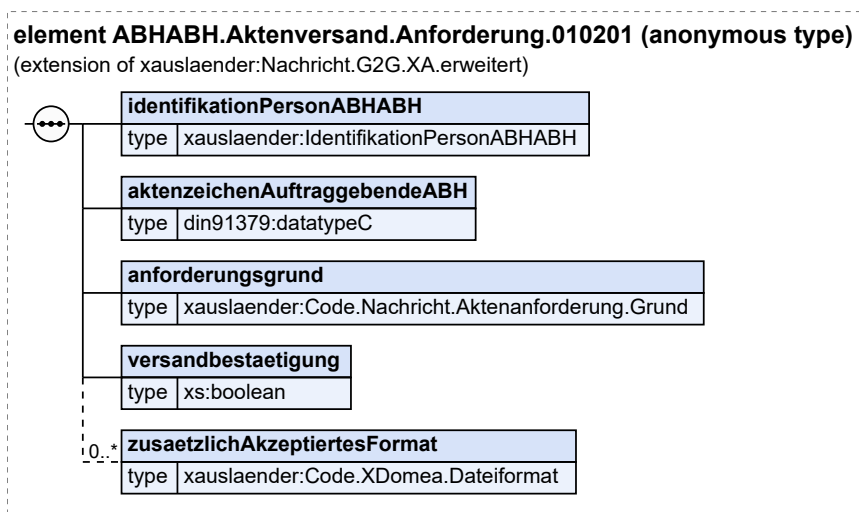 element ABHABH.Aktenversand.Anforderung.010201 (anonymous type)
(extension of xauslaender:Nachricht.G2G.XA.erweitert)
identifikationPersonABHABH
type xauslaender:IdentifikationPersonABHABH
aktenzeichenAuftraggebendeABH
type din91379:datatypeC
anforderungsgrund
type xauslaender:Code.Nachricht.Aktenanforderung.Grund
versandbestaetigung
type xs:boolean
0..* zusaetzlichAkzeptiertesFormat
type xauslaender:Code.XDomea.Dateiformat